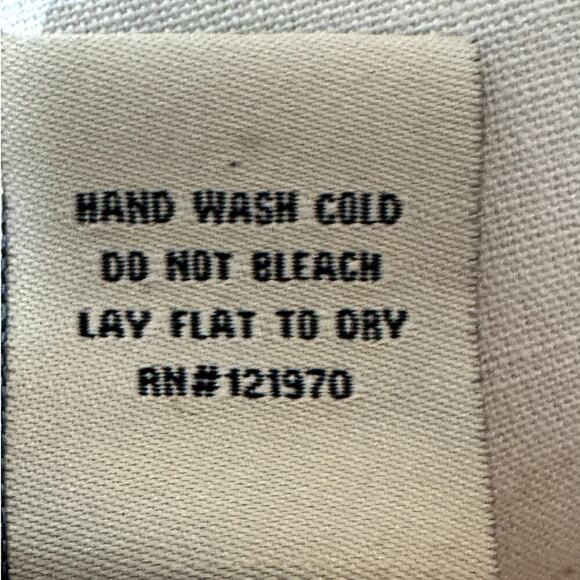 HAND WASH COLD
DO NOT BLEACH
LAY FLAT TO DRY
RN#121970